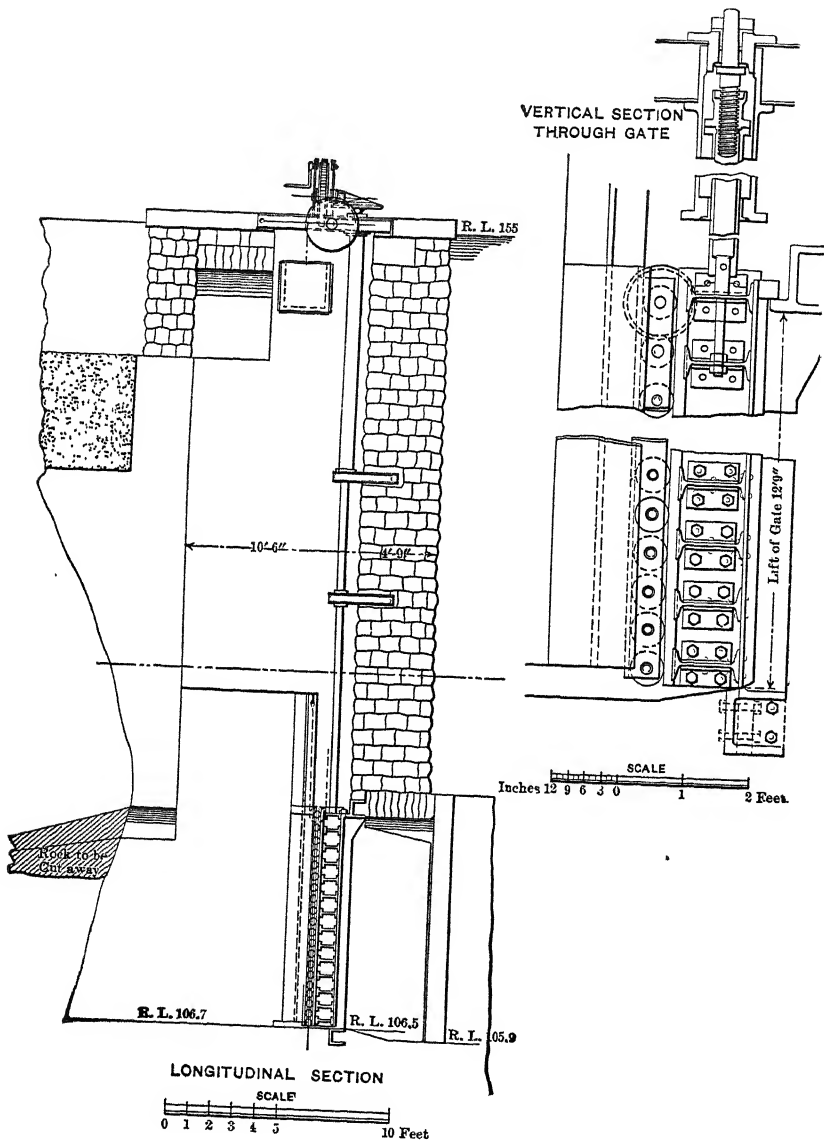 VERTICAL SECTION
THROUGH GATE
R. L. 155
10'-6"
4'-9"
Lift of Gate 12'9"
SCALE
Inches 12 9 6 3 0 1 2 Feet.
Rock to be
Cut away
R. L. 106.7
R. L. 106.5
R. L. 105.9
LONGITUDINAL SECTION
SCALE
0 1 2 3 4 5 10 Feet